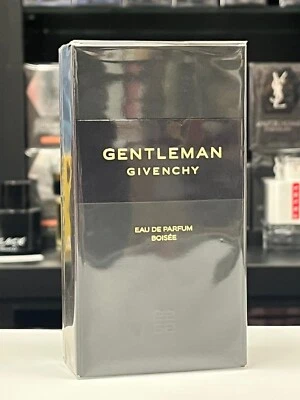 GENTLEMAN
GIVENCHY
EAU DE PARFUM
BOISÉE